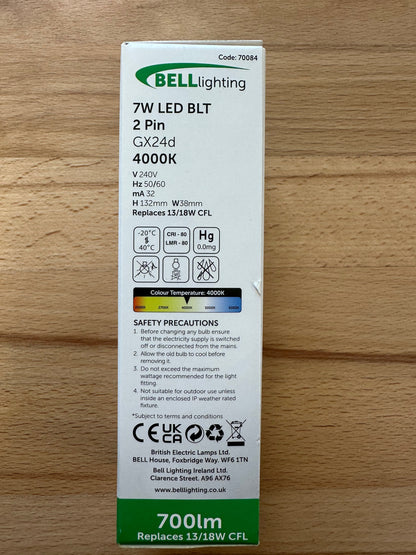 Code: 70084
BELLlighting
7W LED BLT
2 Pin
GX24d
4000K
V 240V
Hz 50/60
mA 32
H 132mm W38mm
Replaces 13/18W CFL
-20°C
40°C
CRI - 80
LMR - 80
Hg
0.0mg
Colour Temperature: 4000K
2700K 4000K 5000K
SAFETY PRECAUTIONS
1. Before changing any bulb ensure
that the electricity supply is switched
off or disconnected from the mains.
2. Allow the old bulb to cool before
removing it.
3. Do not exceed the maximum
wattage recommended for the light
fitting.
4. Not suitable for outdoor use unless
inside an enclosed IP weather rated
fixture.
*Subject to terms and conditions
CE UK
CA
British Electric Lamps Ltd.
BELL House, Foxbridge Way. WF6 1TN
Bell Lighting Ireland Ltd.
Clarence Street. A96 AX76
www.belllighting.co.uk
700lm
Replaces 13/18W CFL